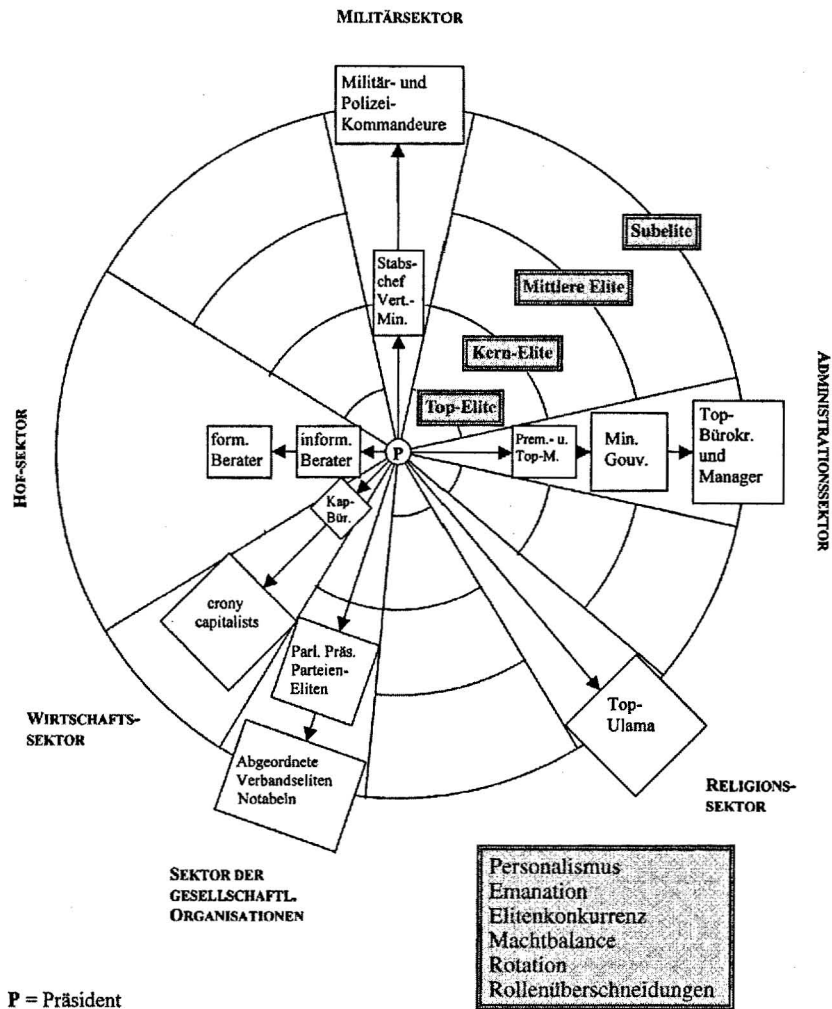 MILITÄRSEKTOR
Militär- und
Polizei-
Kommandeure
Subelite
Stabs-
chef
Vert.-
Min.
Mittlere Elite
Kern-Elite
Top-Elite
ADMINISTRATIONSSEKTOR
HOF-SEKTOR
form.
Berater
inform.
Berater
P
Prem.- u.
Top-M.
Min.
Gouv.
Top-
Bürokr.
und
Manager
Kap-
Bür.
crony
capitalists
Parl. Präs.
Parteien-
Eliten
Top-
Ulama
WIRTSCHAFTS-
SEKTOR
Abgeordnete
Verbandseliten
Notabeln
RELIGIONS-
SEKTOR
SEKTOR DER
GESELLSCHAFTL.
ORGANISATIONEN
Personalismus
Emanation
Elitenkonkurrenz
Machtbalance
Rotation
Rollenüberschneidungen
P = Präsident